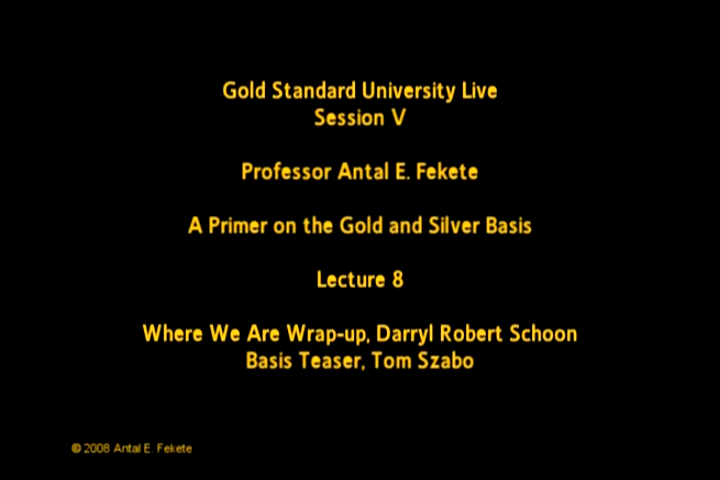 Gold Standard University Live
Session V
Professor Antal E. Fekete
A Primer on the Gold and Silver Basis
Lecture 8
Where We Are Wrap-up, Darryl Robert Schoon
Basis Teaser, Tom Szabo
© 2008 Antal E. Fekete